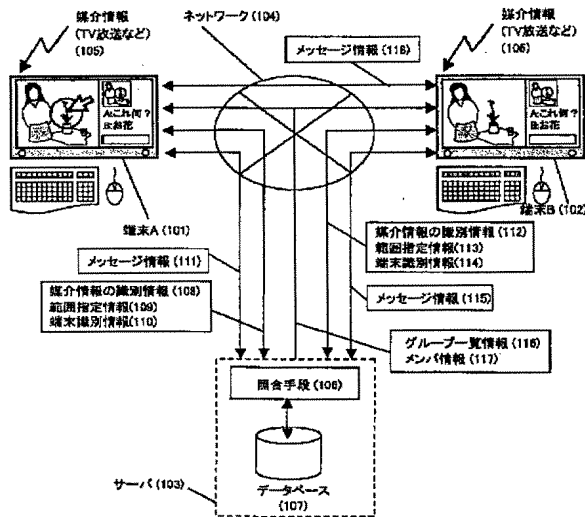 媒介情報
(TV放送など)
(105)
ネットワーク(104)
媒介情報
(TV放送など)
(106)
メッセージ情報(118)
A:これ何?
B:お花
A:これ何?
B:お花
端末A(101)
端末B(102)
メッセージ情報(111)
媒介情報の識別情報(108)
範囲指定情報(109)
端末識別情報(110)
媒介情報の識別情報(112)
範囲指定情報(113)
端末識別情報(114)
メッセージ情報(115)
グループ一覧情報(116)
メンバ情報(117)
照合手段(106)
サーバ(103)
データベース
(107)